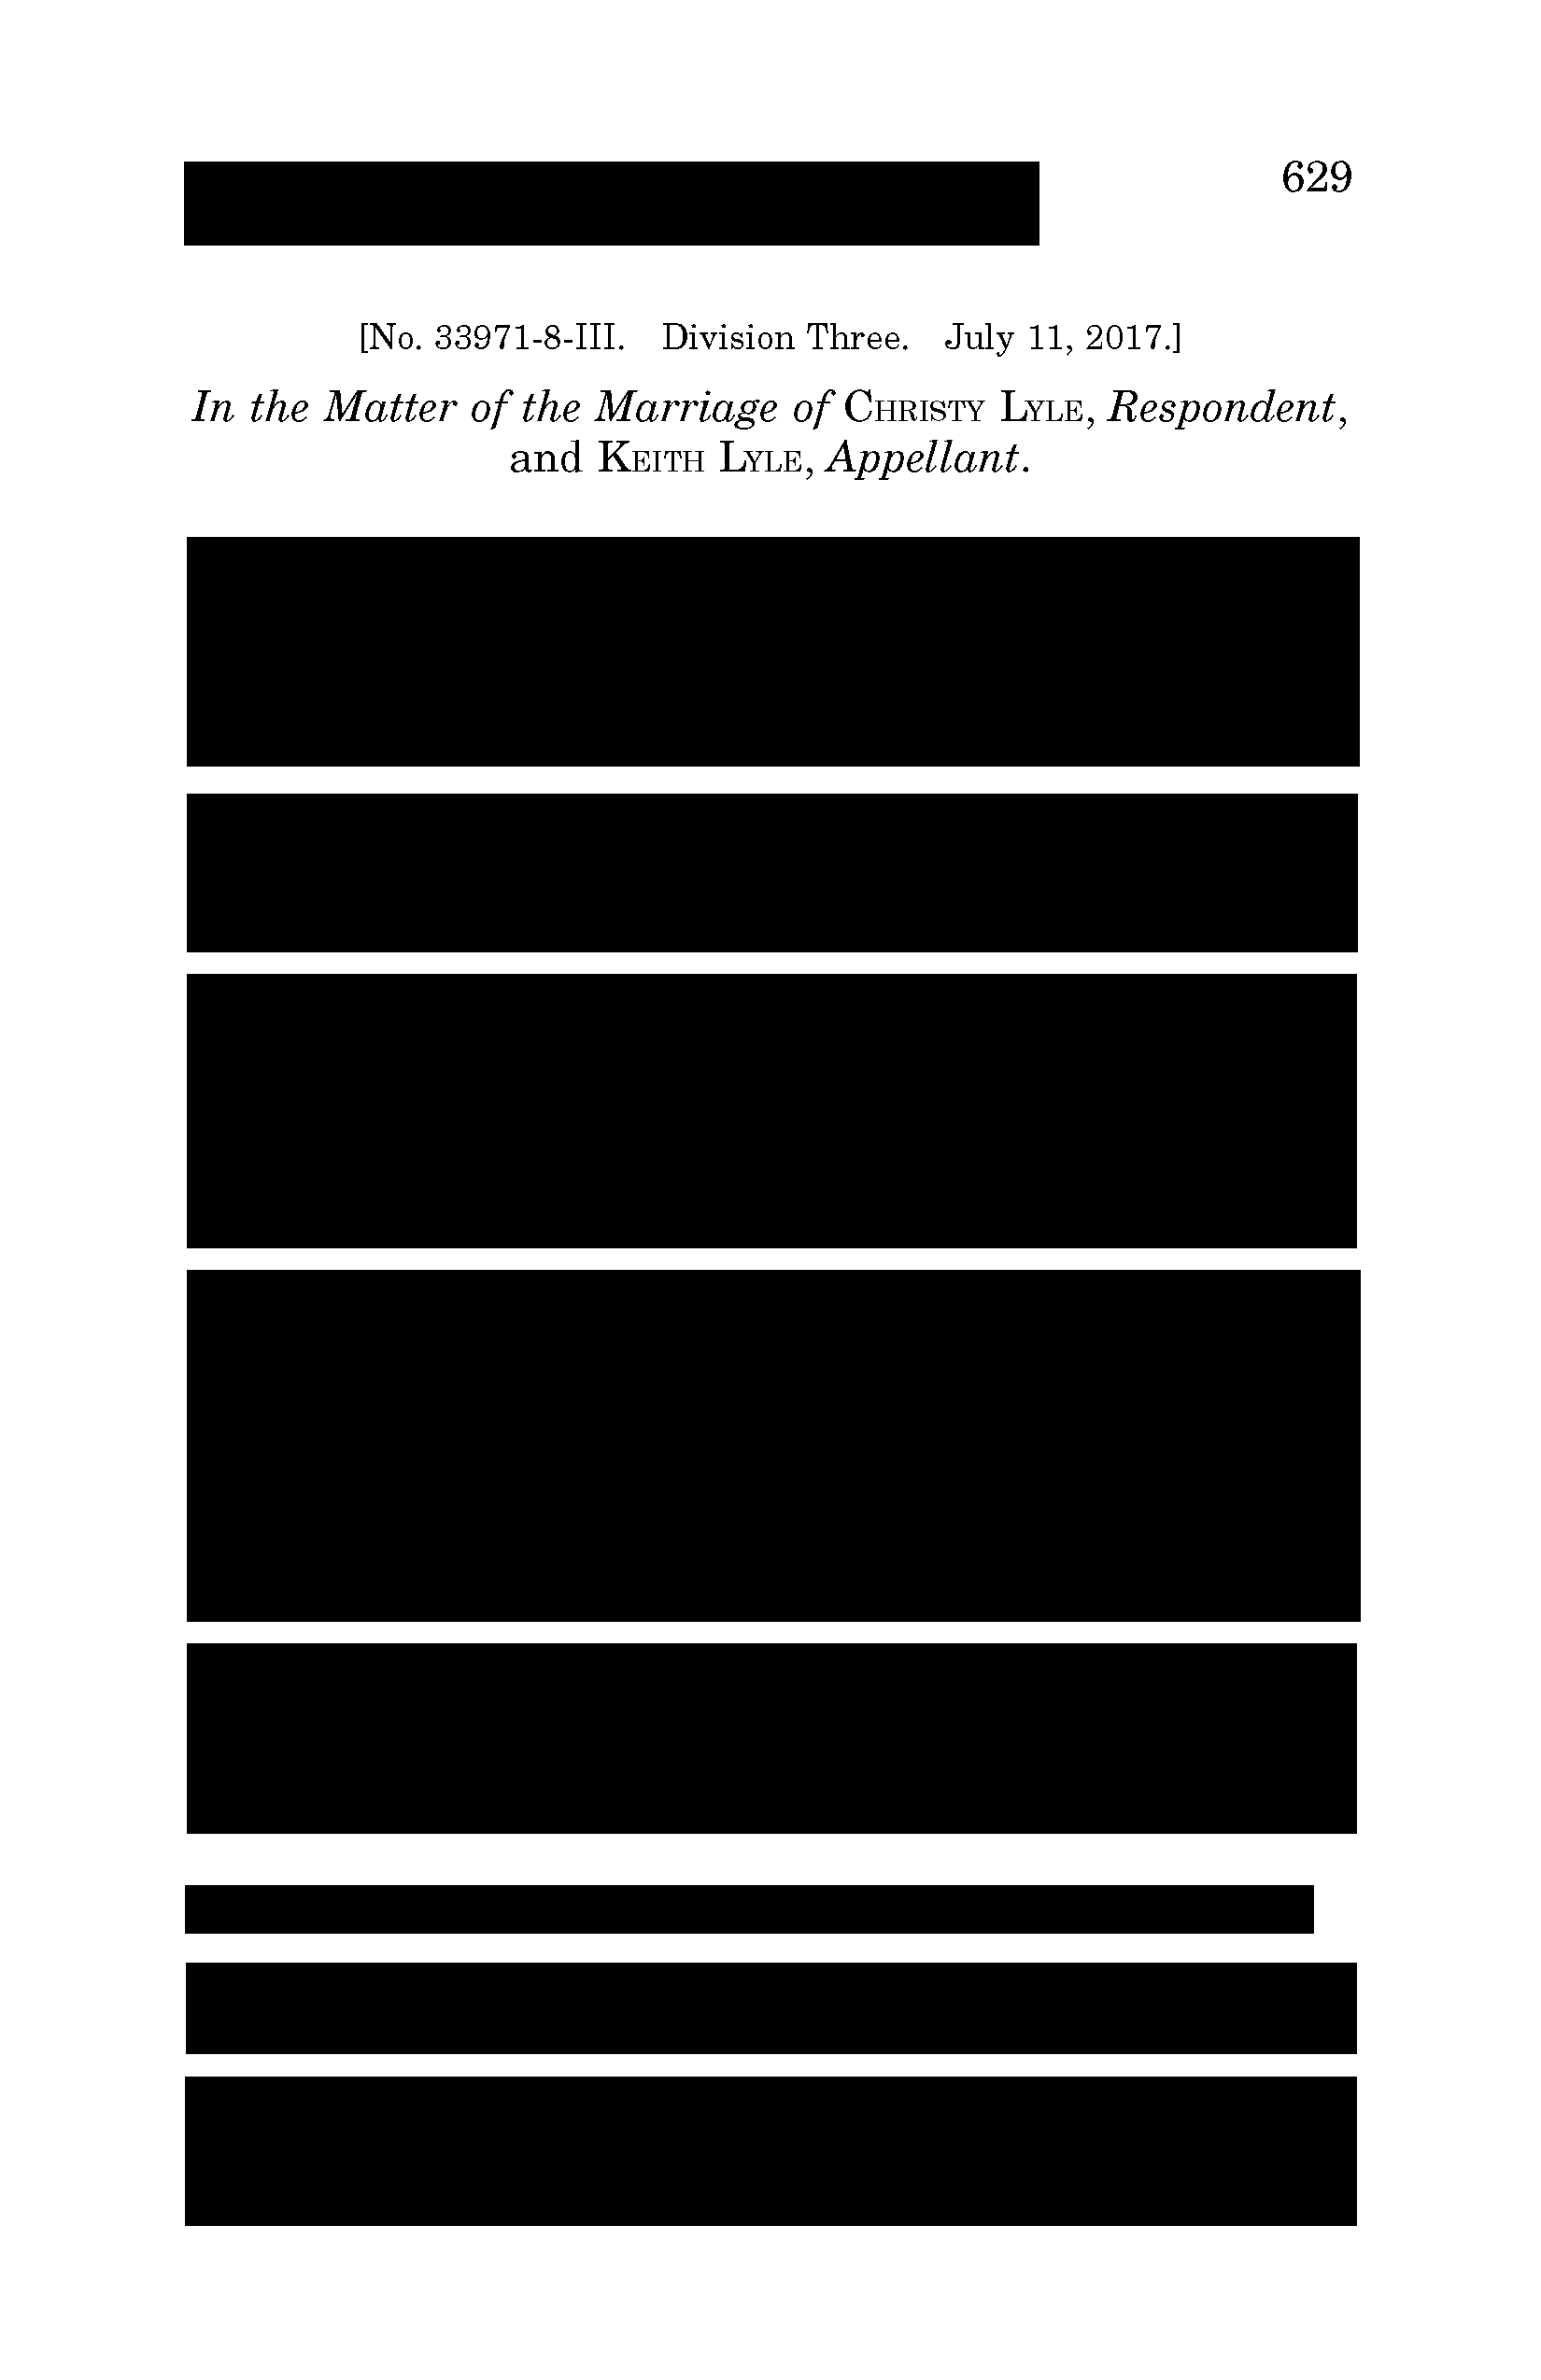 629
[No. 33971-8-III. Division Three. July 11, 2017.]
In the Matter of the Marriage of Christy Lyle, Respondent,
and Keith Lyle, Appellant.